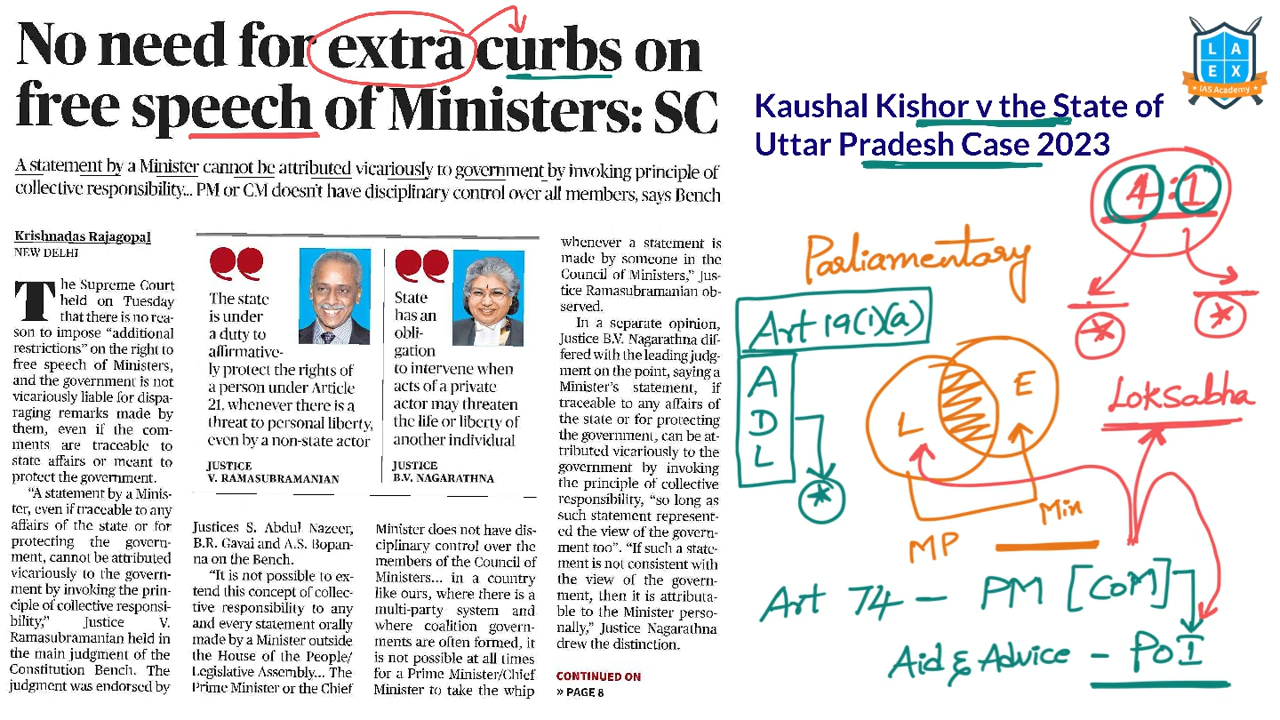 No need for extra curbs on
free speech of Ministers: SC
A statement by a Minister cannot be attributed vicariously to government by invoking principle of
collective responsibility... PM or CM doesn't have disciplinary control over all members, says Bench
Krishnadas Rajagopal
NEW DELHI
The Supreme Court
held on Tuesday
that there is no rea-
son to impose “additional
restrictions” on the right to
free speech of Ministers,
and the government is not
vicariously liable for dispa-
raging remarks made by
them, even if the com-
ments are traceable to
state affairs or meant to
protect the government.
“A statement by a Minis-
ter, even if traceable to any
affairs of the state or for
protecting the govern-
ment, cannot be attributed
vicariously to the govern-
ment by invoking the prin-
ciple of collective responsi-
bility,” Justice V.
Ramasubramanian held in
the main judgment of the
Constitution Bench. The
judgment was endorsed by
The state
is under
a duty to
affirmative-
ly protect the rights of
a person under Article
21, whenever there is a
threat to personal liberty,
even by a non-state actor
JUSTICE
V. RAMASUBRAMANIAN
State
has an
obli-
gation
to intervene when
acts of a private
actor may threaten
the life or liberty of
another individual
JUSTICE
B.V. NAGARATHNA
Justices S. Abdul Nazeer,
B.R. Gavai and A.S. Bopan-
na on the Bench.
“It is not possible to ex-
tend this concept of collec-
tive responsibility to any
and every statement orally
made by a Minister outside
the House of the People/
Legislative Assembly... The
Prime Minister or the Chief
Minister does not have dis-
ciplinary control over the
members of the Council of
Ministers... in a country
like ours, where there is a
multi-party system and
where coalition govern-
ments are often formed, it
is not possible at all times
for a Prime Minister/Chief
Minister to take the whip
whenever a statement is
made by someone in the
Council of Ministers,” Jus-
tice Ramasubramanian ob-
served.
In a separate opinion,
Justice B.V. Nagarathna dif-
fered with the leading judg-
ment on the point, saying a
Minister's statement, if
traceable to any affairs of
the state or for protecting
the government, can be at-
tributed vicariously to the
government by invoking
the principle of collective
responsibility, “so long as
such statement represent-
ed the view of the govern-
ment too”. “If such a state-
ment is not consistent with
the view of the govern-
ment, then it is attributa-
ble to the Minister perso-
nally,” Justice Nagarathna
drew the distinction.
CONTINUED ON
» PAGE 8
L A
E X
IAS Academy
Kaushal Kishor v the State of
Uttar Pradesh Case 2023
4:1
Parliamentary
Art 19(1)(a)
A
D
L
L
E
Loksabha
Min
MP
Art 74 - PM [CoM]
Aid & Advice - PoI